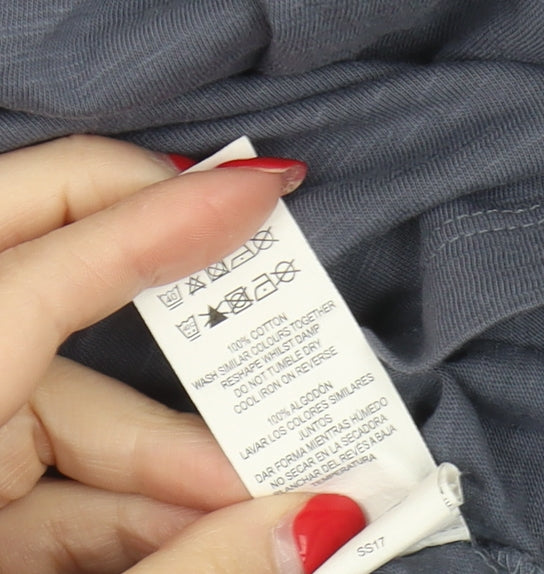 40
40
100% COTTON
WASH SIMILAR COLOURS TOGETHER
RESHAPE WHILST DAMP
DO NOT TUMBLE DRY
COOL IRON ON REVERSE
100% ALGODÓN
LAVAR LOS COLORES SIMILARES
JUNTOS
DAR FORMA MIENTRAS HÚMEDO
NO SECAR EN LA SECADORA
PLANCHAR DEL REVÉS A BAJA
TEMPERATURA
SS17